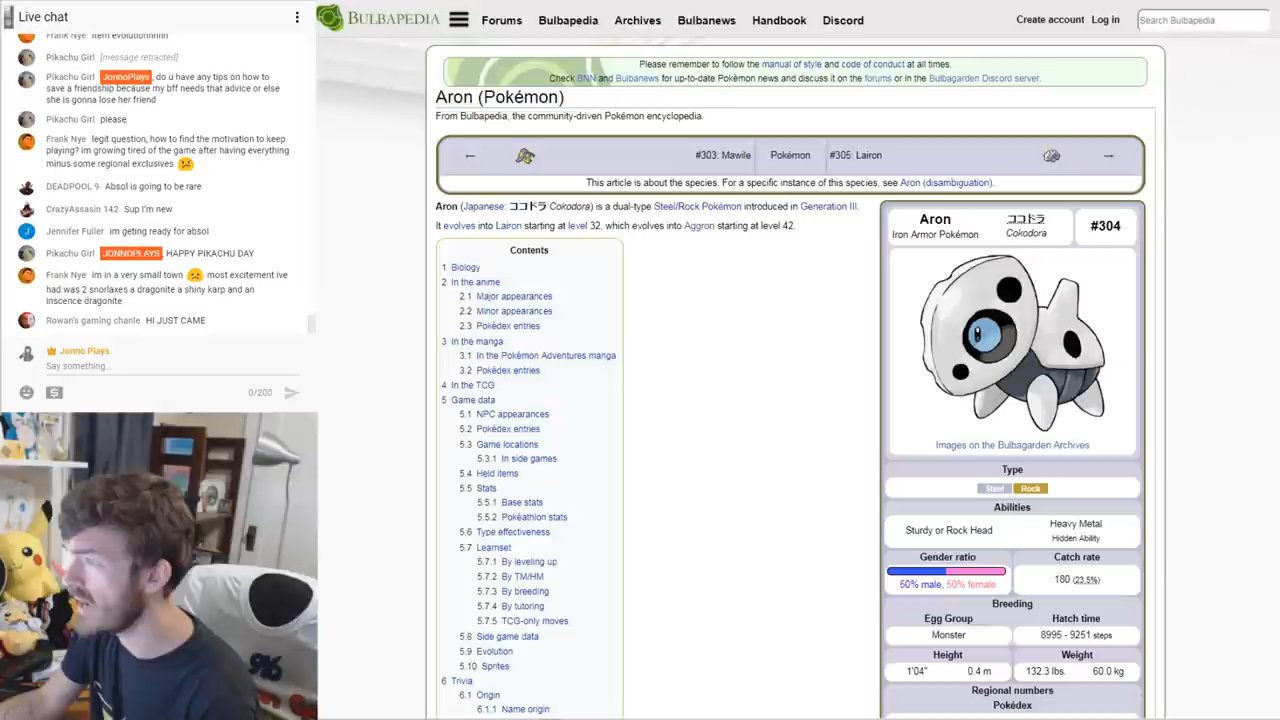 Live chat
Frank Nye item evolutionnnnn
Pikachu Girl [message retracted]
Pikachu Girl JonnoPlays, do u have any tips on how to
save a friendship because my bff needs that advice or else
she is gonna lose her friend
Pikachu Girl please
Frank Nye legit question, how to find the motivation to keep
playing? im growing tired of the game after having everything
minus some regional exclusives
DEADPOOL 9 Absol is going to be rare
CrazyAssasin 142 Sup I'm new
J Jennifer Fuller im geting ready for absol
Pikachu Girl JONNOPLAYS, HAPPY PIKACHU DAY
Frank Nye im in a very small town most excitement ive
had was 2 snorlaxes a dragonite a shiny karp and an
inscence dragonite
Rowan's gaming chanle HI JUST CAME
Jonno Plays
Say something...
0/200
96
BULBAPEDIA Forums Bulbapedia Archives Bulbanews Handbook Discord Create account Log in Search Bulbapedia
Please remember to follow the manual of style and code of conduct at all times.
Check BNN and Bulbanews for up-to-date Pokémon news and discuss it on the forums or in the Bulbagarden Discord server.
Aron (Pokémon)
From Bulbapedia, the community-driven Pokémon encyclopedia.
← #303: Mawile Pokémon #305: Lairon →
This article is about the species. For a specific instance of this species, see Aron (disambiguation).
Aron (Japanese: ココドラ Cokodora) is a dual-type Steel/Rock Pokémon introduced in Generation III.
It evolves into Lairon starting at level 32, which evolves into Aggron starting at level 42.
Contents
1 Biology
2 In the anime
2.1 Major appearances
2.2 Minor appearances
2.3 Pokédex entries
3 In the manga
3.1 In the Pokémon Adventures manga
3.2 Pokédex entries
4 In the TCG
5 Game data
5.1 NPC appearances
5.2 Pokédex entries
5.3 Game locations
5.3.1 In side games
5.4 Held items
5.5 Stats
5.5.1 Base stats
5.5.2 Pokéathlon stats
5.6 Type effectiveness
5.7 Learnset
5.7.1 By leveling up
5.7.2 By TM/HM
5.7.3 By breeding
5.7.4 By tutoring
5.7.5 TCG-only moves
5.8 Side game data
5.9 Evolution
5.10 Sprites
6 Trivia
6.1 Origin
6.1.1 Name origin
Aron
Iron Armor Pokémon
ココドラ
Cokodora
#304
Images on the Bulbagarden Archives
Type
Steel Rock
Abilities
Sturdy or Rock Head
Heavy Metal
Hidden Ability
Gender ratio
50% male, 50% female
Catch rate
180 (23.5%)
Breeding
Egg Group
Monster
Hatch time
8995 - 9251 steps
Height
1'04" 0.4 m
Weight
132.3 lbs. 60.0 kg
Regional numbers
Pokédex